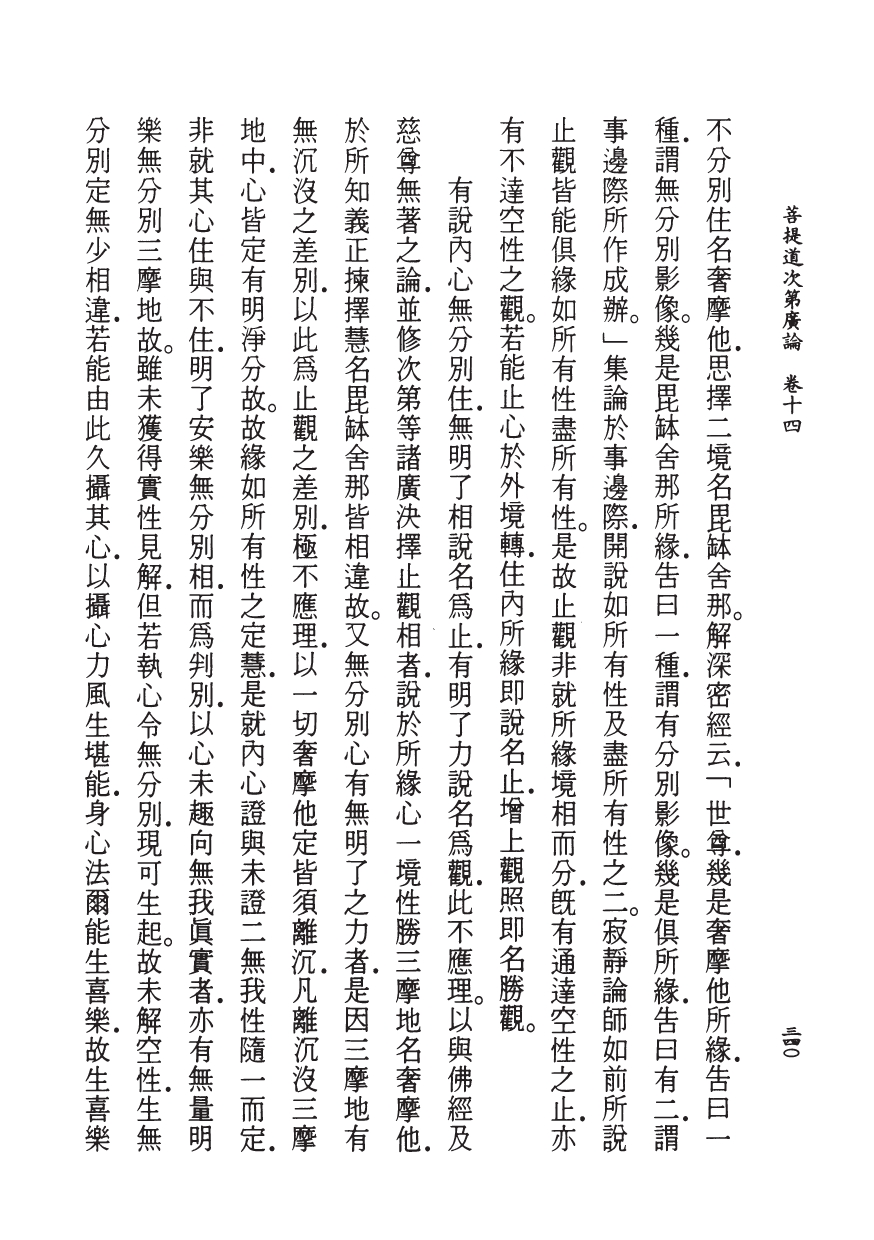 菩提道次第廣論　卷十四
三四〇
不分別住名奢摩他．思擇二境名毘缽舍那。解深密經云．「世尊．幾是奢摩他所緣．告曰一
種．謂無分別影像。幾是毘缽舍那所緣．告曰一種．謂有分別影像。幾是俱所緣．告曰有二．謂
事邊際所作成辦。」集論於事邊際．開說如所有性及盡所有性之二。寂靜論師如前所說
止觀皆能俱緣如所有性盡所有性。是故止觀非就所緣境相而分．旣有通達空性之止．亦
有不達空性之觀。若能止心於外境轉．住內所緣即說名止．增上觀照即名勝觀。
有說內心無分別住．無明了相說名爲止．有明了力說名爲觀．此不應理。以與佛經及
慈尊無著之論．並修次第等諸廣決擇止觀相者．說於所緣心一境性勝三摩地名奢摩他．
於所知義正揀擇慧名毘缽舍那皆相違故。又無分別心有無明了之力者．是因三摩地有
無沉沒之差別．以此爲止觀之差別．極不應理．以一切奢摩他定皆須離沉．凡離沉沒三摩
地中．心皆定有明淨分故。故緣如所有性之定慧．是就內心證與未證二無我性隨一而定．
非就其心住與不住．明了安樂無分別相．而爲判別．以心未趣向無我眞實者．亦有無量明
樂無分別三摩地故。雖未獲得實性見解．但若執心令無分別．現可生起。故未解空性．生無
分別定無少相違．若能由此久攝其心．以攝心力風生堪能．身心法爾能生喜樂．故生喜樂